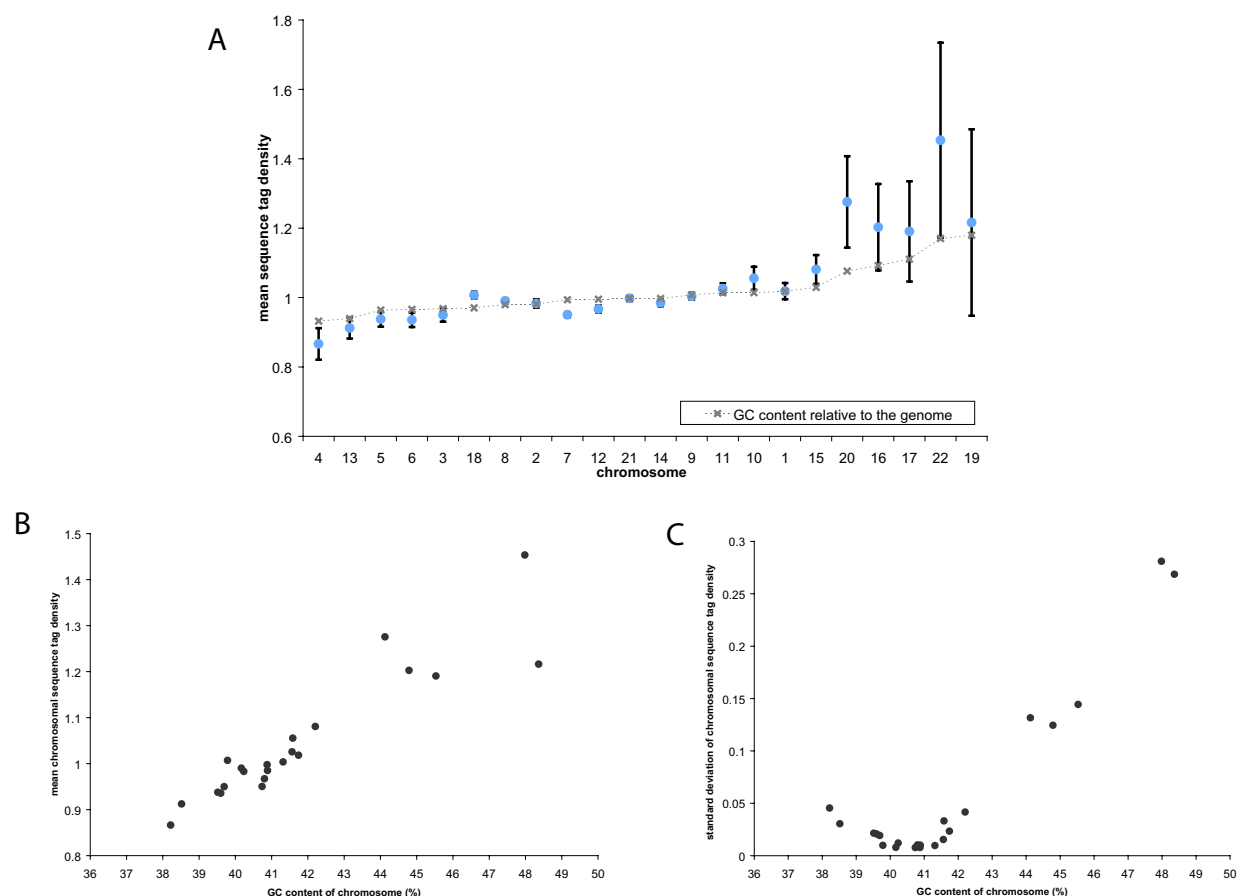 A
mean sequence tag density
1.8
1.6
1.4
1.2
1
0.8
0.6
GC content relative to the genome
4 13 5 6 3 18 8 2 7 12 21 14 9 11 10 1 15 20 16 17 22 19
chromosome
B
mean chromosomal sequence tag density
1.5
1.4
1.3
1.2
1.1
1
0.9
0.8
36 37 38 39 40 41 42 43 44 45 46 47 48 49 50
GC content of chromosome (%)
C
standard deviation of chromosomal sequence tag density
0.3
0.25
0.2
0.15
0.1
0.05
0
36 37 38 39 40 41 42 43 44 45 46 47 48 49 50
GC content of chromosome (%)